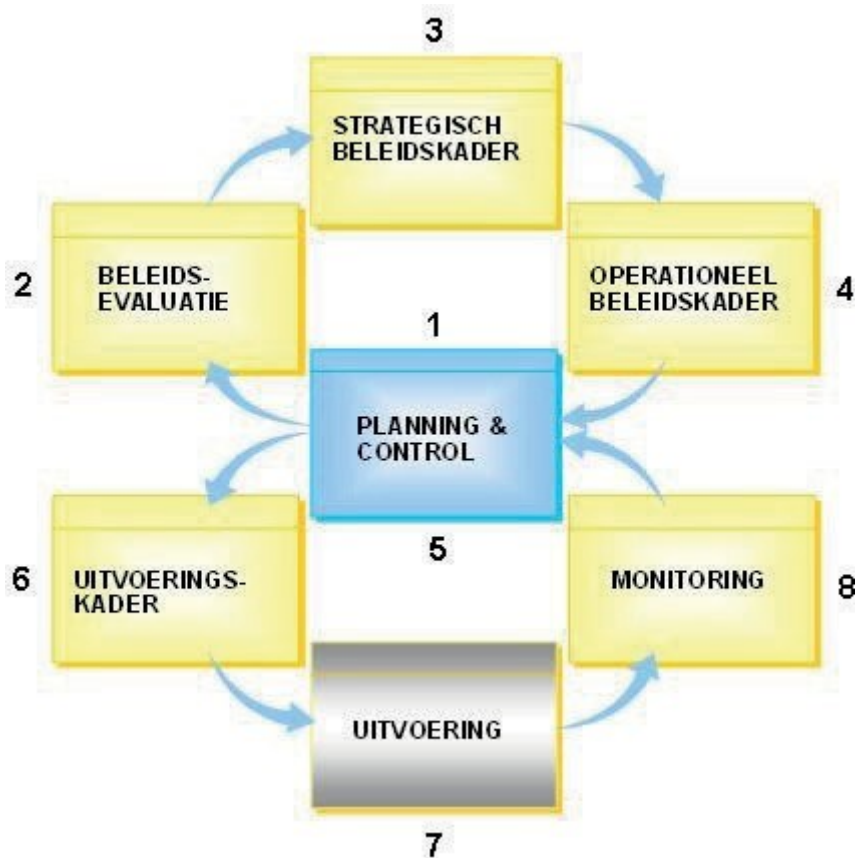 3
STRATEGISCH
BELEIDSKADER
2
BELEIDS-
EVALUATIE
OPERATIONEEL
BELEIDSKADER
4
1
PLANNING &
CONTROL
5
6
UITVOERINGS-
KADER
MONITORING
8
UITVOERING
7